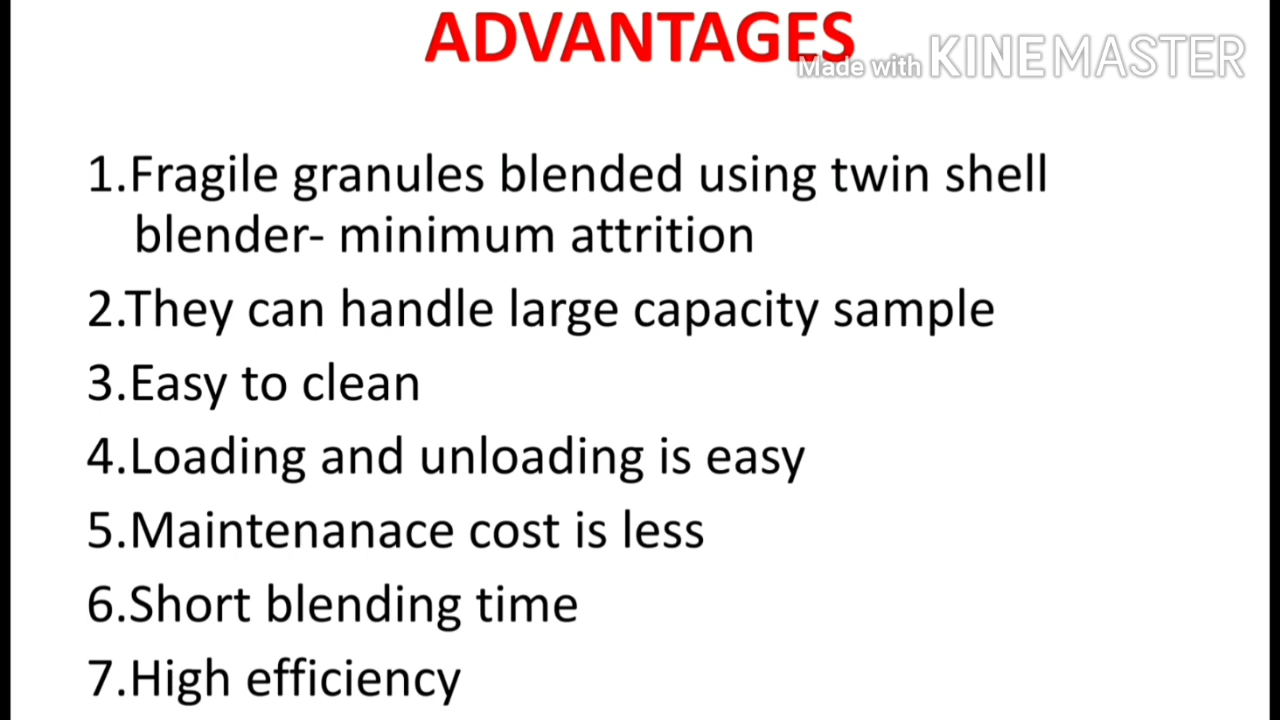 ADVANTAGES
Made with KINEMASTER
1.Fragile granules blended using twin shell
blender- minimum attrition
2.They can handle large capacity sample
3.Easy to clean
4.Loading and unloading is easy
5.Maintenanace cost is less
6.Short blending time
7.High efficiency